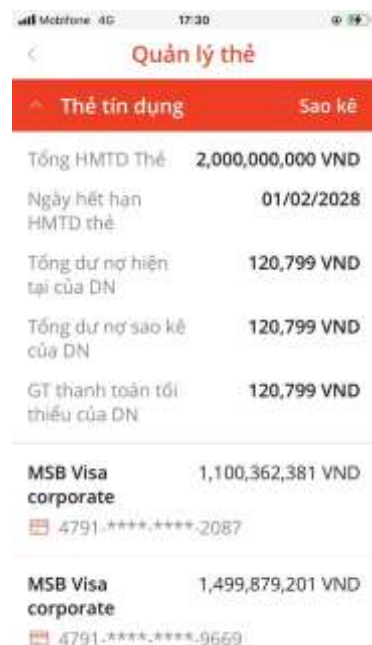 Mobifone 4G 17:30
Quản lý thẻ
Thẻ tín dụng Sao kê
Tổng HMTD Thẻ 2,000,000,000 VND
Ngày hết hạn 01/02/2028
HMTD thẻ
Tổng dư nợ hiện 120,799 VND
tại của DN
Tổng dư nợ sao kê 120,799 VND
của DN
GT thanh toán tối 120,799 VND
thiểu của DN
MSB Visa 1,100,362,381 VND
corporate
4791-****-****-2087
MSB Visa 1,499,879,201 VND
corporate
4791-****-****-9669